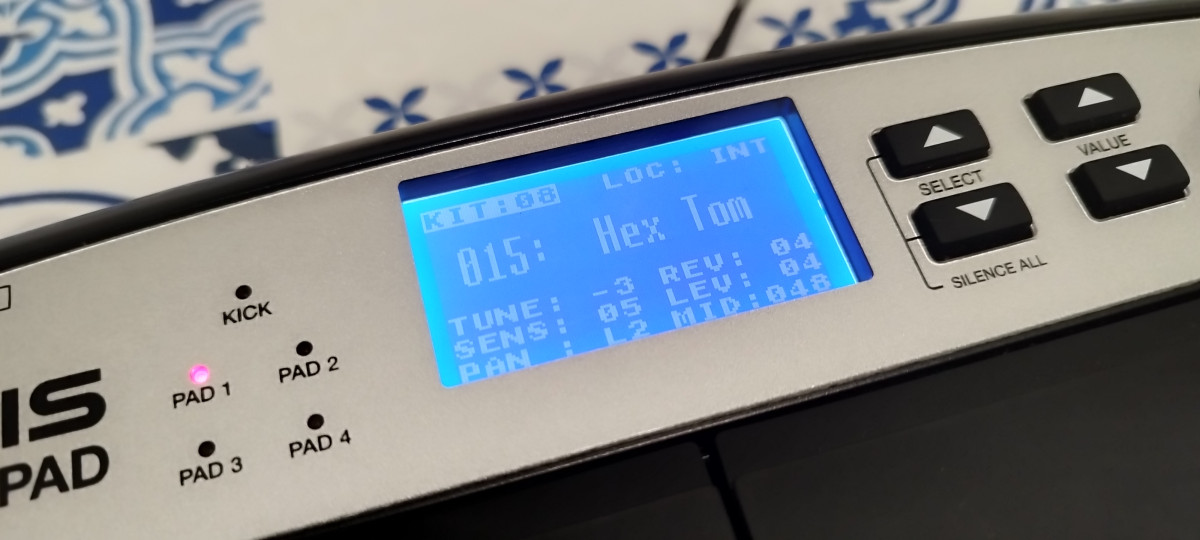 KIT:08 LOC: INT
015: Hex Tom
TUNE: -3 REV: 04
SENS: 05 LEV: 04
PAN : L2 MID:048
SELECT
VALUE
SILENCE ALL
KICK
PAD 1
PAD 2
PAD 3
PAD 4
IS
PAD